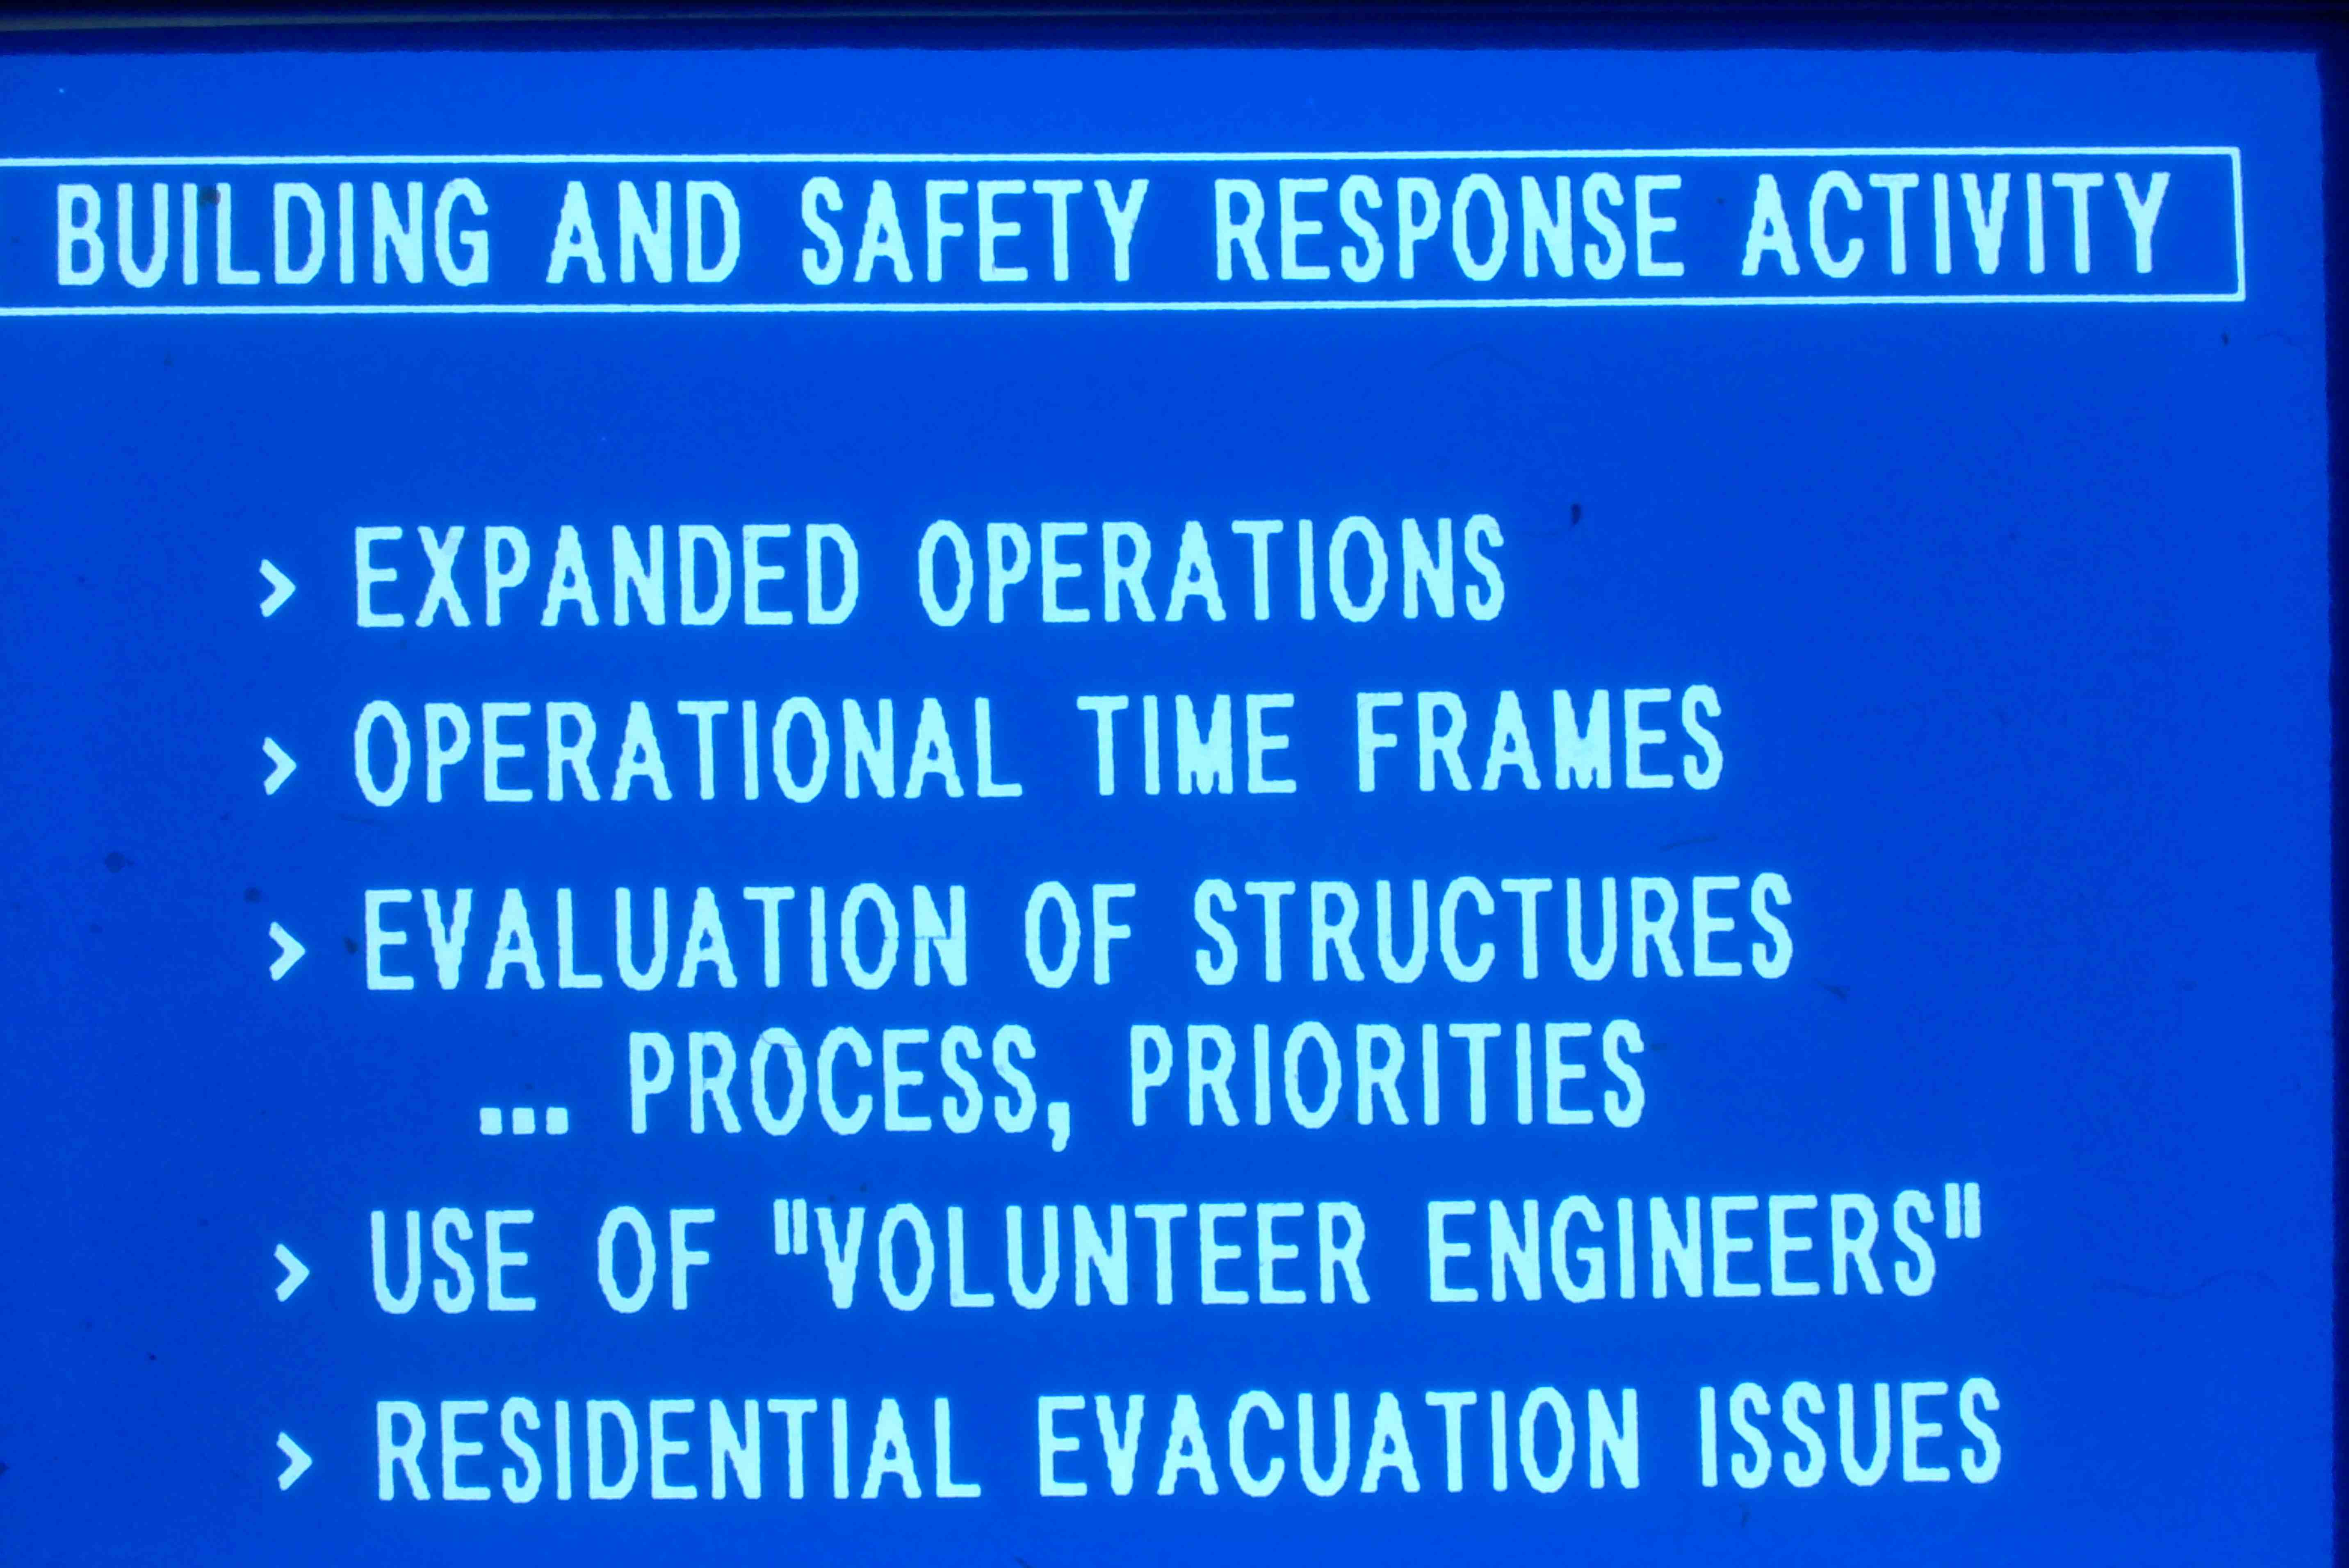 BUILDING AND SAFETY RESPONSE ACTIVITY
> EXPANDED OPERATIONS
> OPERATIONAL TIME FRAMES
> EVALUATION OF STRUCTURES
... PROCESS, PRIORITIES
> USE OF "VOLUNTEER ENGINEERS"
> RESIDENTIAL EVACUATION ISSUES